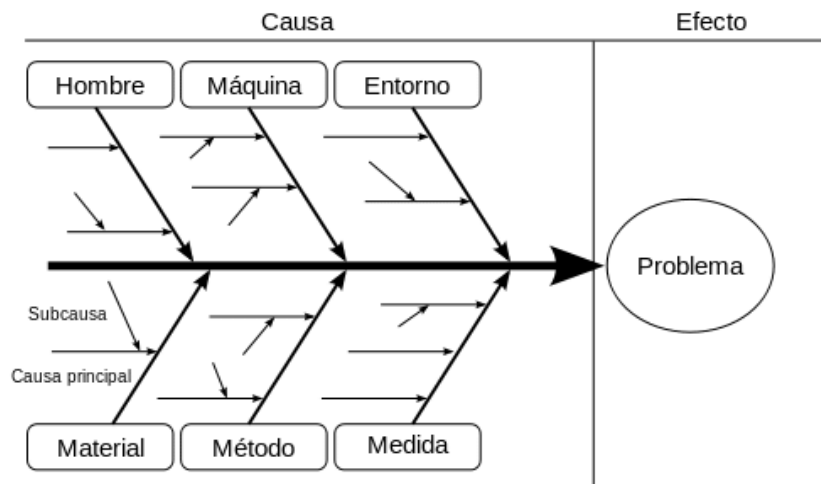 Causa
Efecto
Hombre
Máquina
Entorno
Problema
Subcausa
Causa principal
Material
Método
Medida